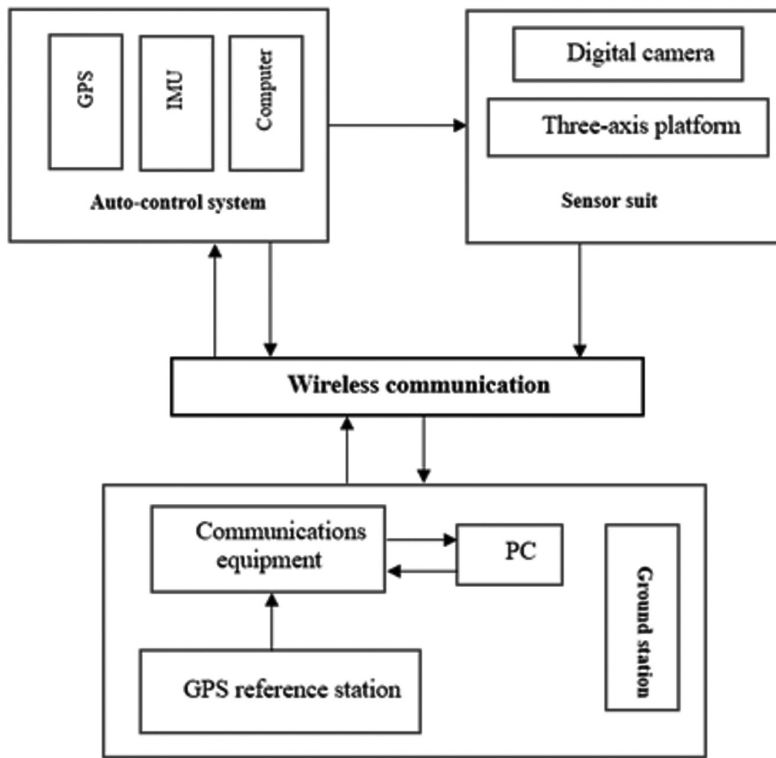 GPS
IMU
Computer
Auto-control system
Digital camera
Three-axis platform
Sensor suit
Wireless communication
Communications
equipment
PC
GPS reference station
Ground station